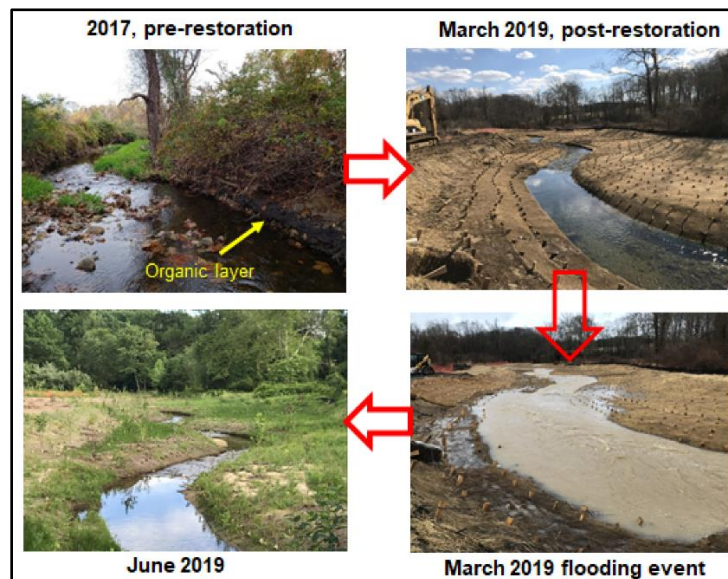 2017, pre-restoration
March 2019, post-restoration
Organic layer
June 2019
March 2019 flooding event